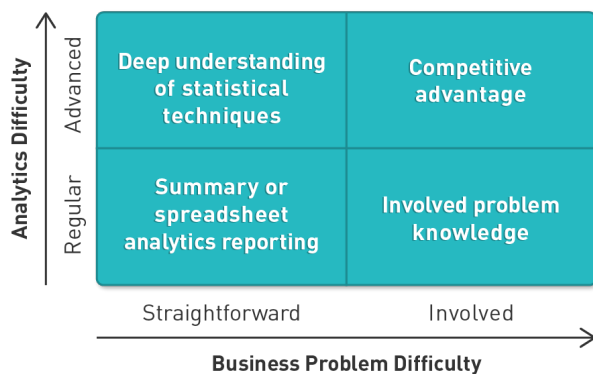 Analytics Difficulty
Advanced
Regular
Deep understanding
of statistical
techniques
Competitive
advantage
Summary or
spreadsheet
analytics reporting
Involved problem
knowledge
Straightforward
Involved
Business Problem Difficulty